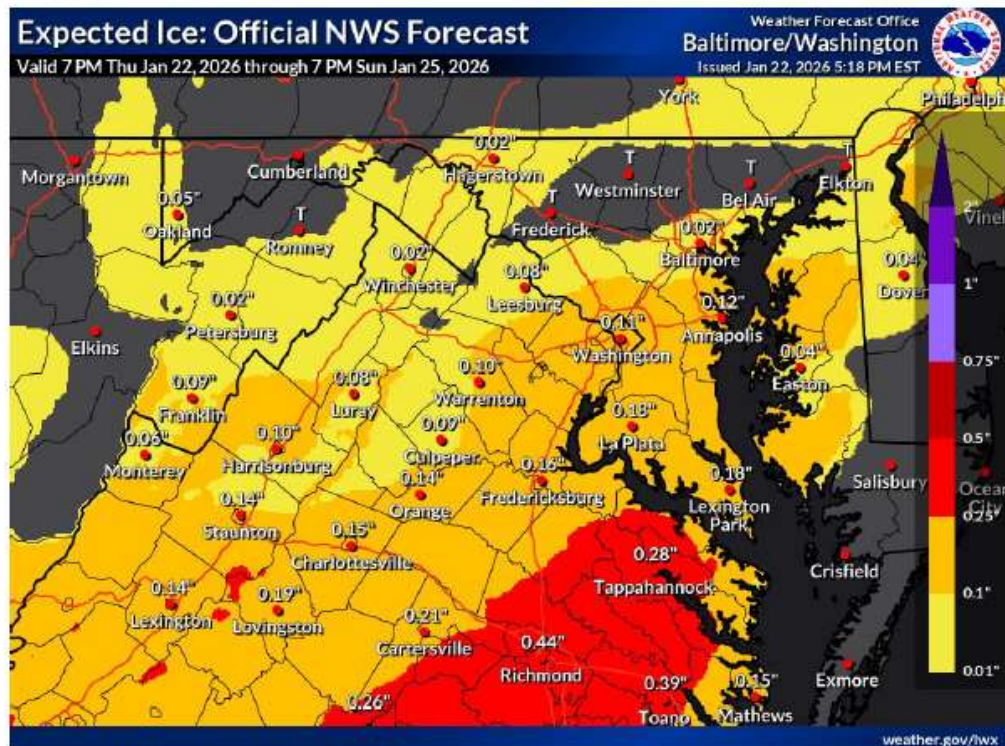 Expected Ice: Official NWS Forecast
Valid 7 PM Thu Jan 22, 2026 through 7 PM Sun Jan 25, 2026
Weather Forecast Office
Baltimore/Washington
Issued Jan 22, 2026 5:18 PM EST
York
Philadelph
Morgantown
Cumberland
0.02"
Hagerstown
T
Westminster
T
Bel Air
T
Elkton
0.05"
Oakland
T
Romney
T
Frederick
0.02"
Baltimore
2"
Vinel
0.02"
Winchester
0.08"
Leesburg
0.04"
Dover
1"
0.02"
Petersburg
Elkins
0.11"
Washington
0.12"
Annapolis
0.04"
Easton
0.75"
0.09"
Franklin
0.08"
Luray
0.10"
Warrenton
0.18"
La Plata
0.5"
0.06"
Monterey
0.10"
Harrisonburg
0.09"
Culpeper
0.14"
Orange
0.16"
Fredericksburg
0.18"
Lexington
Park
Salisbury
Ocean
City
0.25"
0.14"
Staunton
0.15"
Charlottesville
0.28"
Tappahannock
Crisfield
0.1"
0.14"
Lexington
0.19"
Lovingston
0.21"
Cartersville
0.44"
Richmond
0.39"
Toano
0.15"
Mathews
Exmore
0.01"
0.26"
weather.gov/lwx